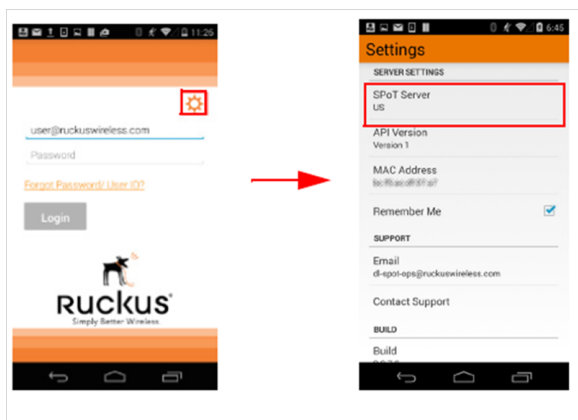 11:26
user@ruckuswireless.com
Password
Forgot Password/ User ID?
Login
RUCKUS
Simply Better Wireless.
6:45
Settings
SERVER SETTINGS
SPoT Server
US
API Version
Version 1
MAC Address
Remember Me
SUPPORT
Email
dl-spot-ops@ruckuswireless.com
Contact Support
BUILD
Build